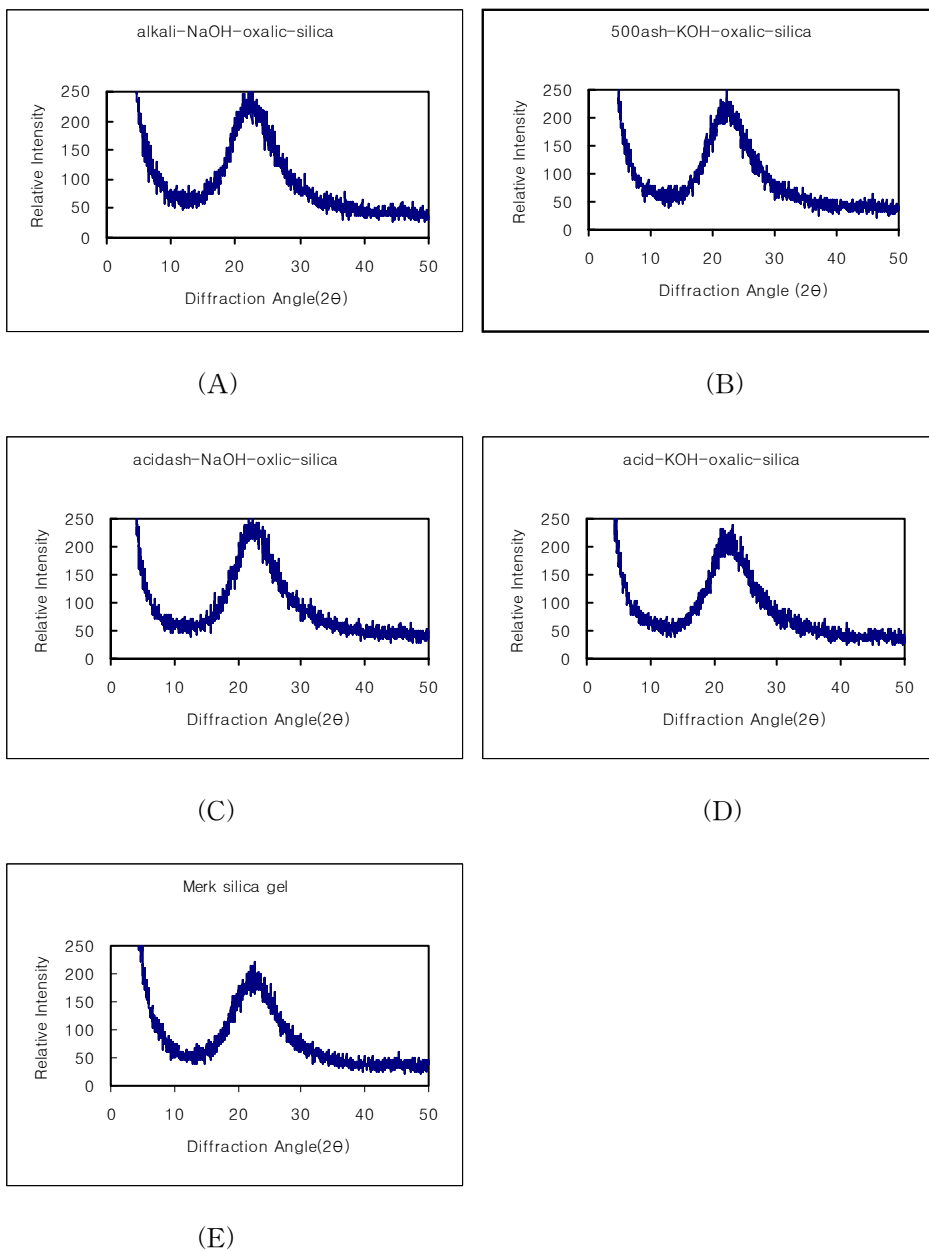 alkali-NaOH-oxalic-silica
250
200
150
100
50
0
Relative Intensity
0 10 20 30 40 50
Diffraction Angle(2θ)
(A)
500ash-KOH-oxalic-silica
250
200
150
100
50
0
Relative Intensity
0 10 20 30 40 50
Diffraction Angle (2θ)
(B)
acidash-NaOH-oxlic-silica
250
200
150
100
50
0
Relative Intensity
0 10 20 30 40 50
Diffraction Angle(2θ)
(C)
acid-KOH-oxalic-silica
250
200
150
100
50
0
Relative Intensity
0 10 20 30 40 50
Diffraction Angle(2θ)
(D)
Merk silica gel
250
200
150
100
50
0
Relative Intensity
0 10 20 30 40 50
Diffraction Angle(2θ)
(E)